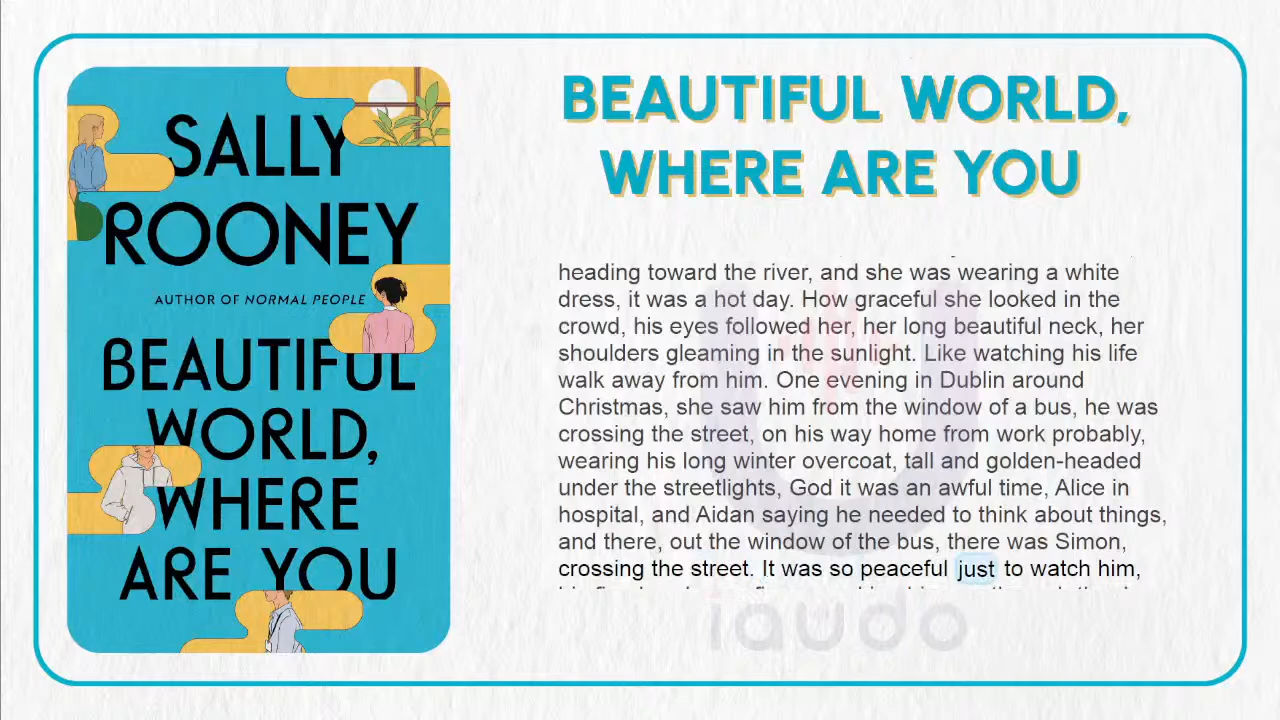 SALLY
ROONEY
AUTHOR OF NORMAL PEOPLE
BEAUTIFUL
WORLD,
WHERE
ARE YOU
BEAUTIFUL WORLD,
WHERE ARE YOU
heading toward the river, and she was wearing a white
dress, it was a hot day. How graceful she looked in the
crowd, his eyes followed her, her long beautiful neck, her
shoulders gleaming in the sunlight. Like watching his life
walk away from him. One evening in Dublin around
Christmas, she saw him from the window of a bus, he was
crossing the street, on his way home from work probably,
wearing his long winter overcoat, tall and golden-headed
under the streetlights, God it was an awful time, Alice in
hospital, and Aidan saying he needed to think about things,
and there, out the window of the bus, there was Simon,
crossing the street. It was so peaceful just to watch him,
iaudo